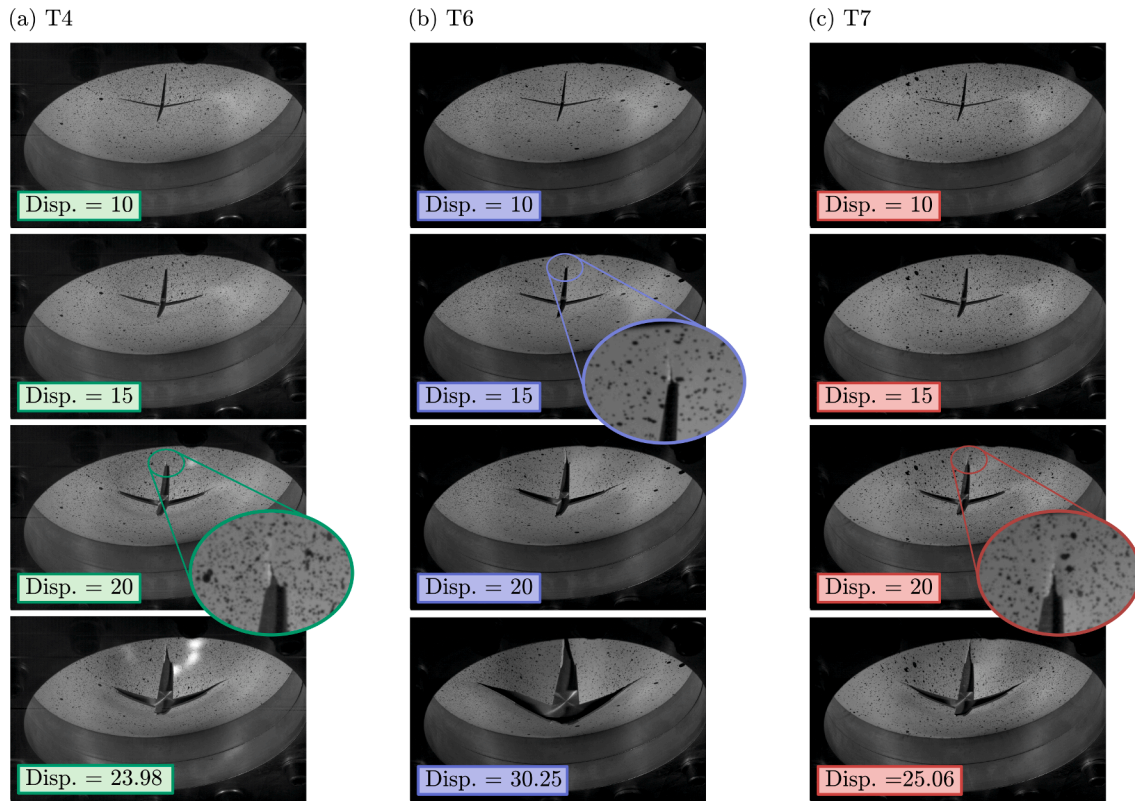 (a) T4
(b) T6
(c) T7
Disp. = 10
Disp. = 10
Disp. = 10
Disp. = 15
Disp. = 15
Disp. = 15
Disp. = 20
Disp. = 20
Disp. = 20
Disp. = 23.98
Disp. = 30.25
Disp. =25.06